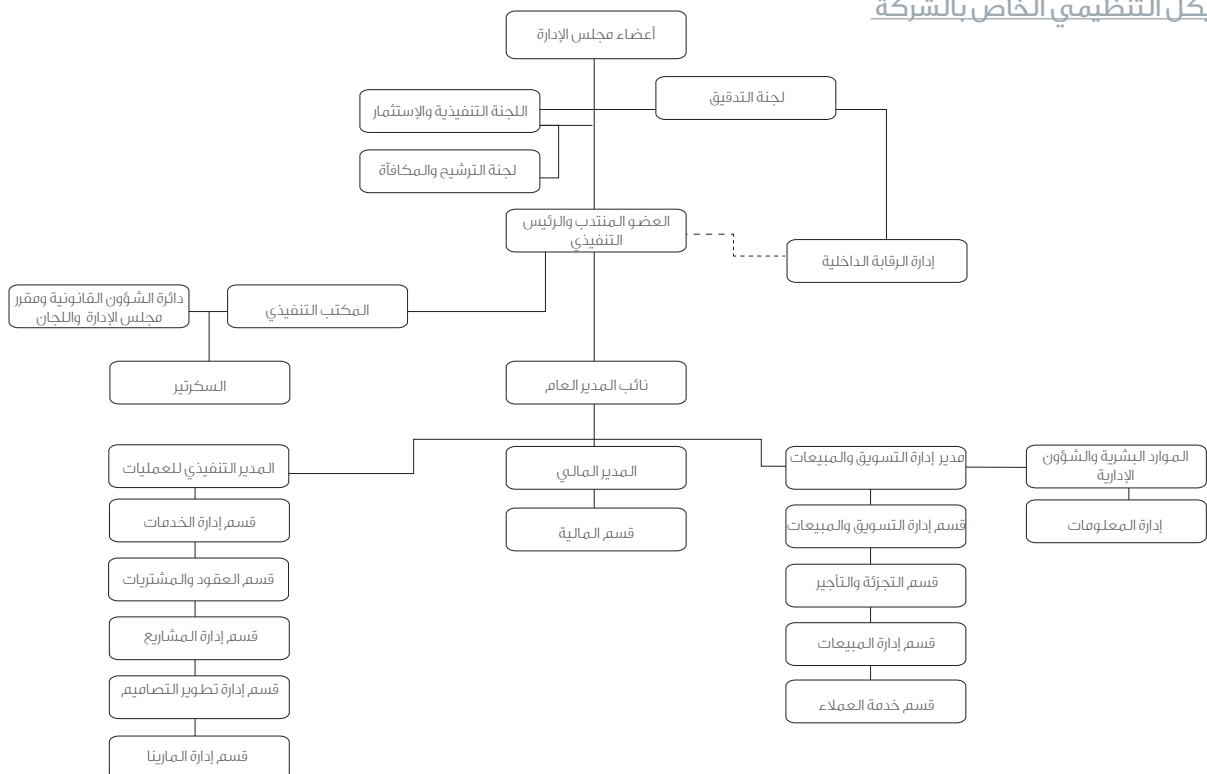 يكل التنظيمي الخاص بالشركة
أعضاء مجلس الإدارة
لجنة التدقيق
اللجنة التنفيذية والإستثمار
لجنة الترشيح والمكافآة
العضو المنتدب والرئيس
التنفيذي
إدارة الرقابة الداخلية
المكتب التنفيذي
دائرة الشؤون القانونية ومقرر
مجلس الإدارة واللجان
السكرتير
نائب المدير العام
الموارد البشرية والشؤون
الإدارية
مدير إدارة التسويق والمبيعات
المدير المالي
المدير التنفيذي للعمليات
إدارة المعلومات
قسم إدارة التسويق والمبيعات
قسم المالية
قسم إدارة الخدمات
قسم التجزئة والتأجير
قسم العقود والمشتريات
قسم إدارة المبيعات
قسم إدارة المشاريع
قسم خدمة العملاء
قسم إدارة تطوير التصاميم
قسم إدارة المارينا